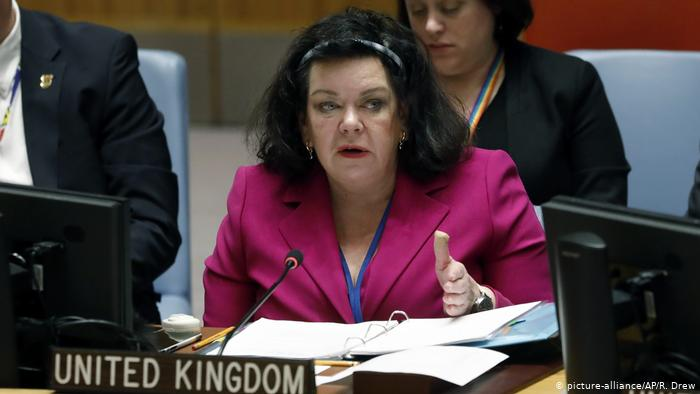 UNITED KINGDOM
© picture-alliance/AP/R. Drew